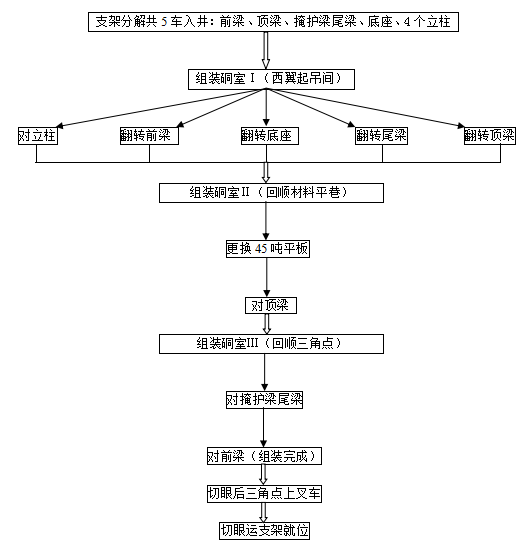 支架分解共5车入井：前梁、顶梁、掩护梁尾梁、底座、4个立柱
组装硐室Ⅰ（西翼起吊间）
对立柱
翻转前梁
翻转底座
翻转尾梁
翻转顶梁
组装硐室Ⅱ（回顺材料平巷）
更换45吨平板
对顶梁
组装硐室Ⅲ（回顺三角点）
对掩护梁尾梁
对前梁（组装完成）
切眼后三角点上叉车
切眼运支架就位